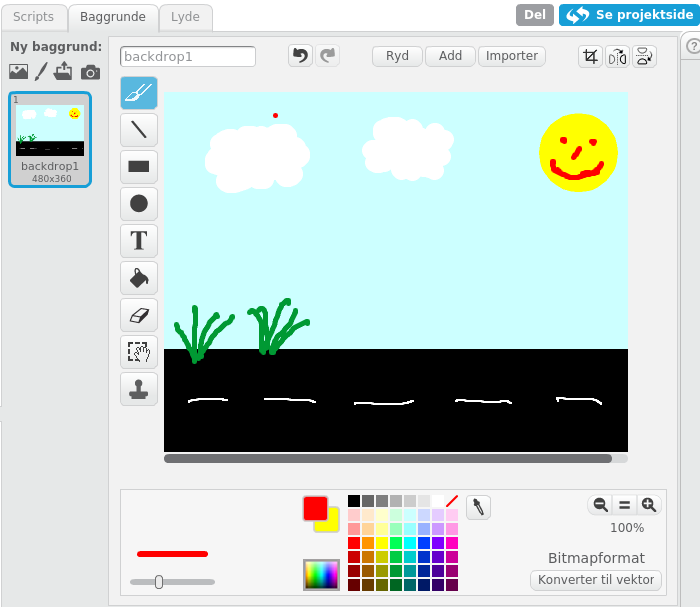 Scripts Baggrunde Lyde Del Se projektside
Ny baggrund:
1
backdrop1
480x360
backdrop1 Ryd Add Importer
T
100%
Bitmapformat
Konverter til vektor
?